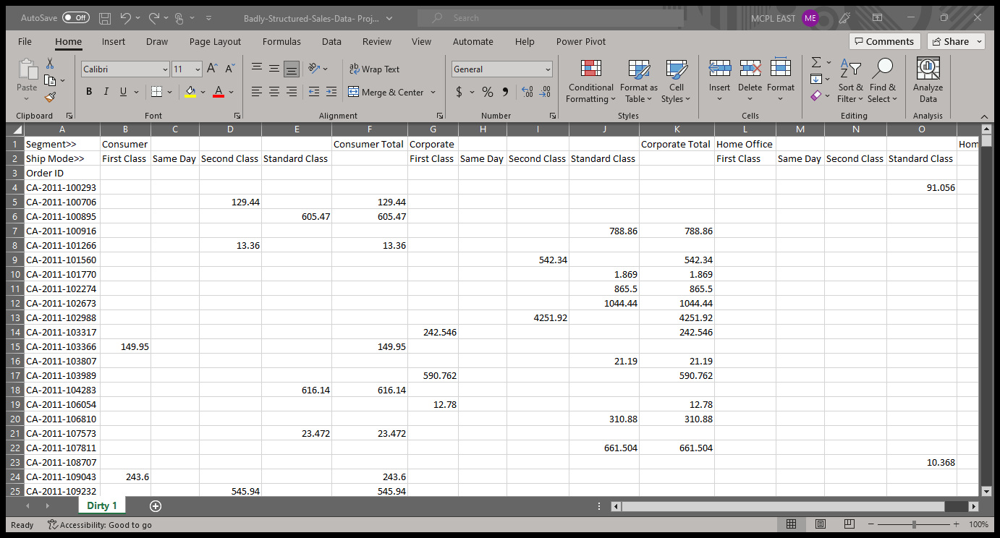 AutoSave Off Badly-Structured-Sales-Data- Proj... Search MCPL EAST ME
File Home Insert Draw Page Layout Formulas Data Review View Automate Help Power Pivot Comments Share
Paste Calibri 11 A^ A˅ ab Wrap Text General Conditional Formatting Format as Table Cell Styles Insert Delete Format Sort & Filter Find & Select Analyze Data
B I U A Merge & Center $ % 9
Clipboard Font Alignment Number Styles Cells Editing Analysis
A B C D E F G H I J K L M N O
1 Segment>> Consumer Consumer Total Corporate Corporate Total Home Office Hom
2 Ship Mode>> First Class Same Day Second Class Standard Class First Class Same Day Second Class Standard Class First Class Same Day Second Class Standard Class
3 Order ID
4 CA-2011-100293 91.056
5 CA-2011-100706 129.44 129.44
6 CA-2011-100895 605.47 605.47
7 CA-2011-100916 788.86 788.86
8 CA-2011-101266 13.36 13.36
9 CA-2011-101560 542.34 542.34
10 CA-2011-101770 1.869 1.869
11 CA-2011-102274 865.5 865.5
12 CA-2011-102673 1044.44 1044.44
13 CA-2011-102988 4251.92 4251.92
14 CA-2011-103317 242.546 242.546
15 CA-2011-103366 149.95 149.95
16 CA-2011-103807 21.19 21.19
17 CA-2011-103989 590.762 590.762
18 CA-2011-104283 616.14 616.14
19 CA-2011-106054 12.78 12.78
20 CA-2011-106810 310.88 310.88
21 CA-2011-107573 23.472 23.472
22 CA-2011-107811 661.504 661.504
23 CA-2011-108707 10.368
24 CA-2011-109043 243.6 243.6
25 CA-2011-109232 545.94 545.94
Dirty 1
Ready Accessibility: Good to go 100%